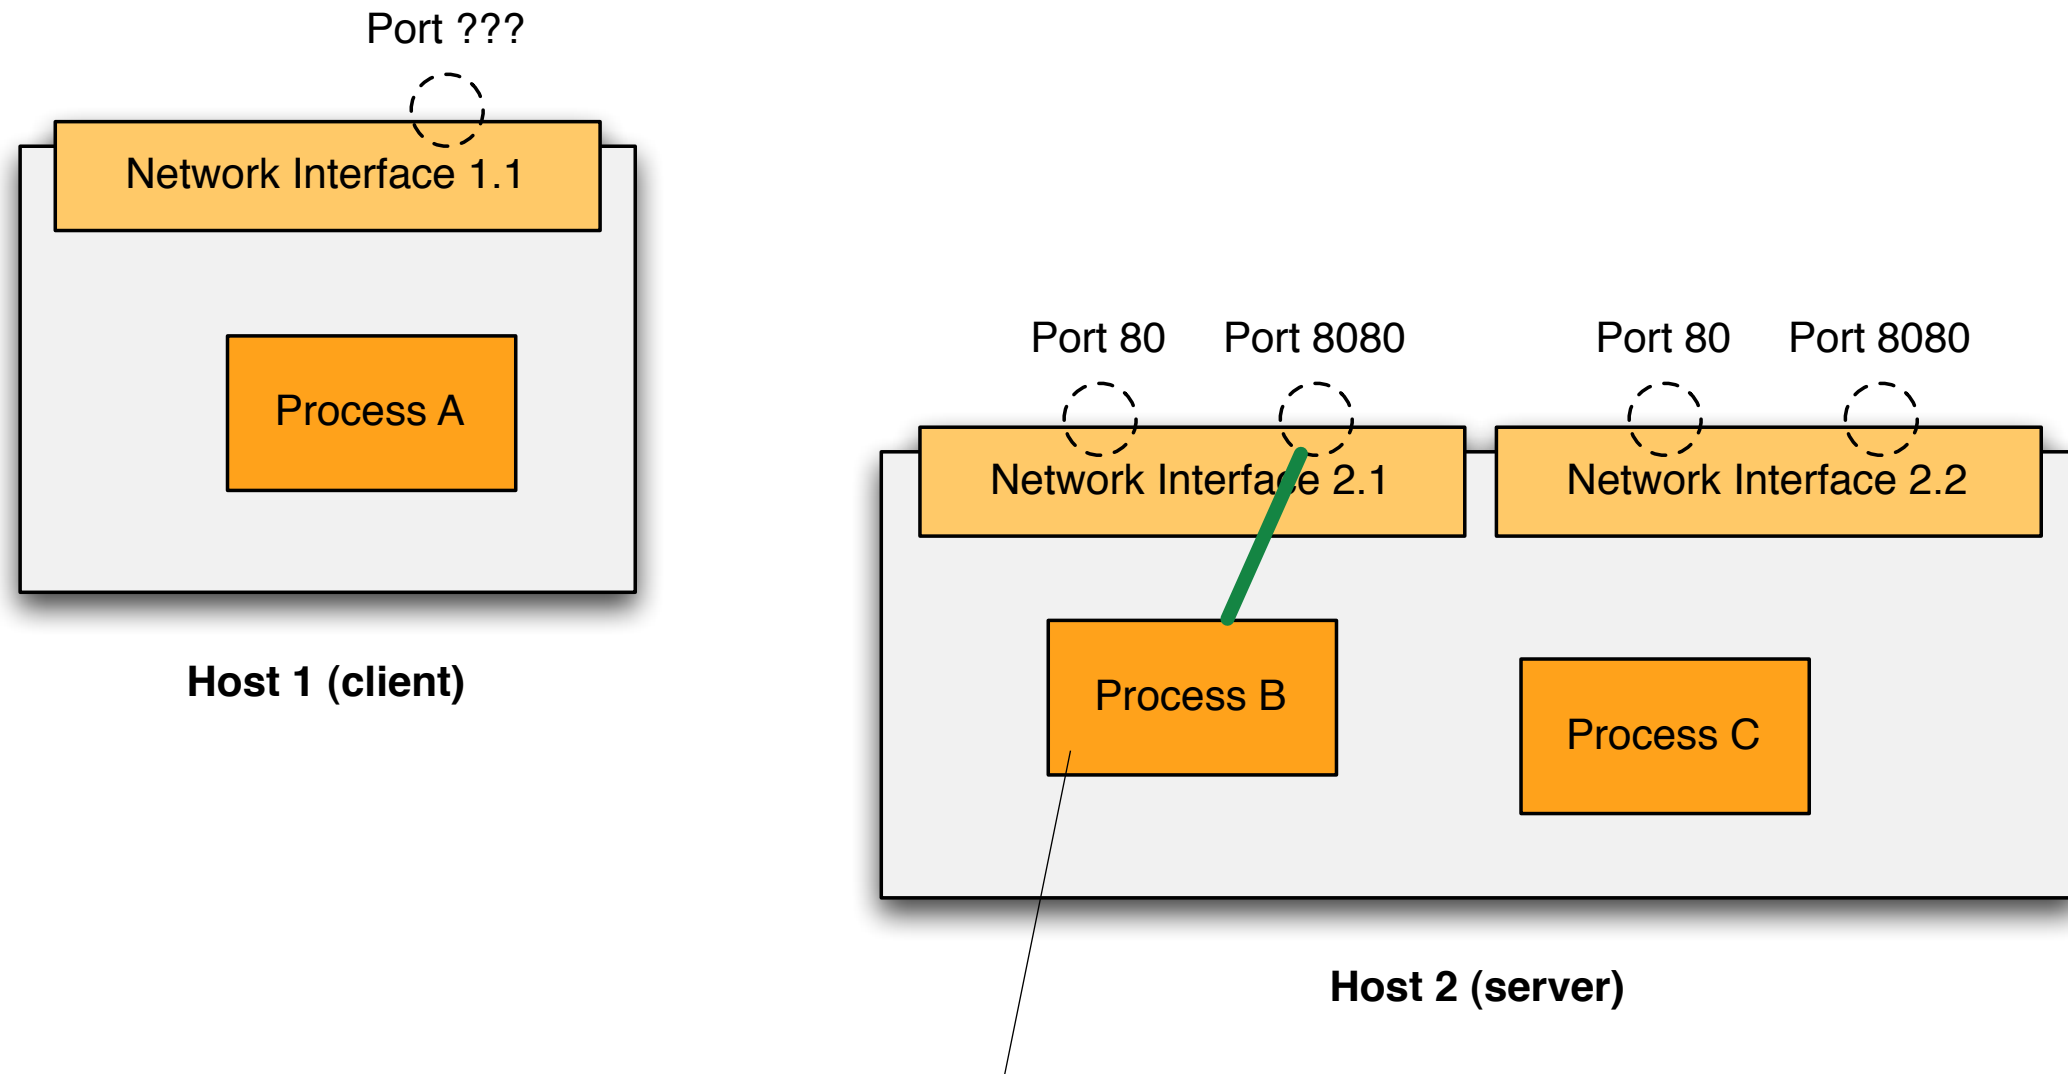 Port ???
Network Interface 1.1
Process A
Host 1 (client)
Port 80
Port 8080
Port 80
Port 8080
Network Interface 2.1
Network Interface 2.2
Process B
Process C
Host 2 (server)